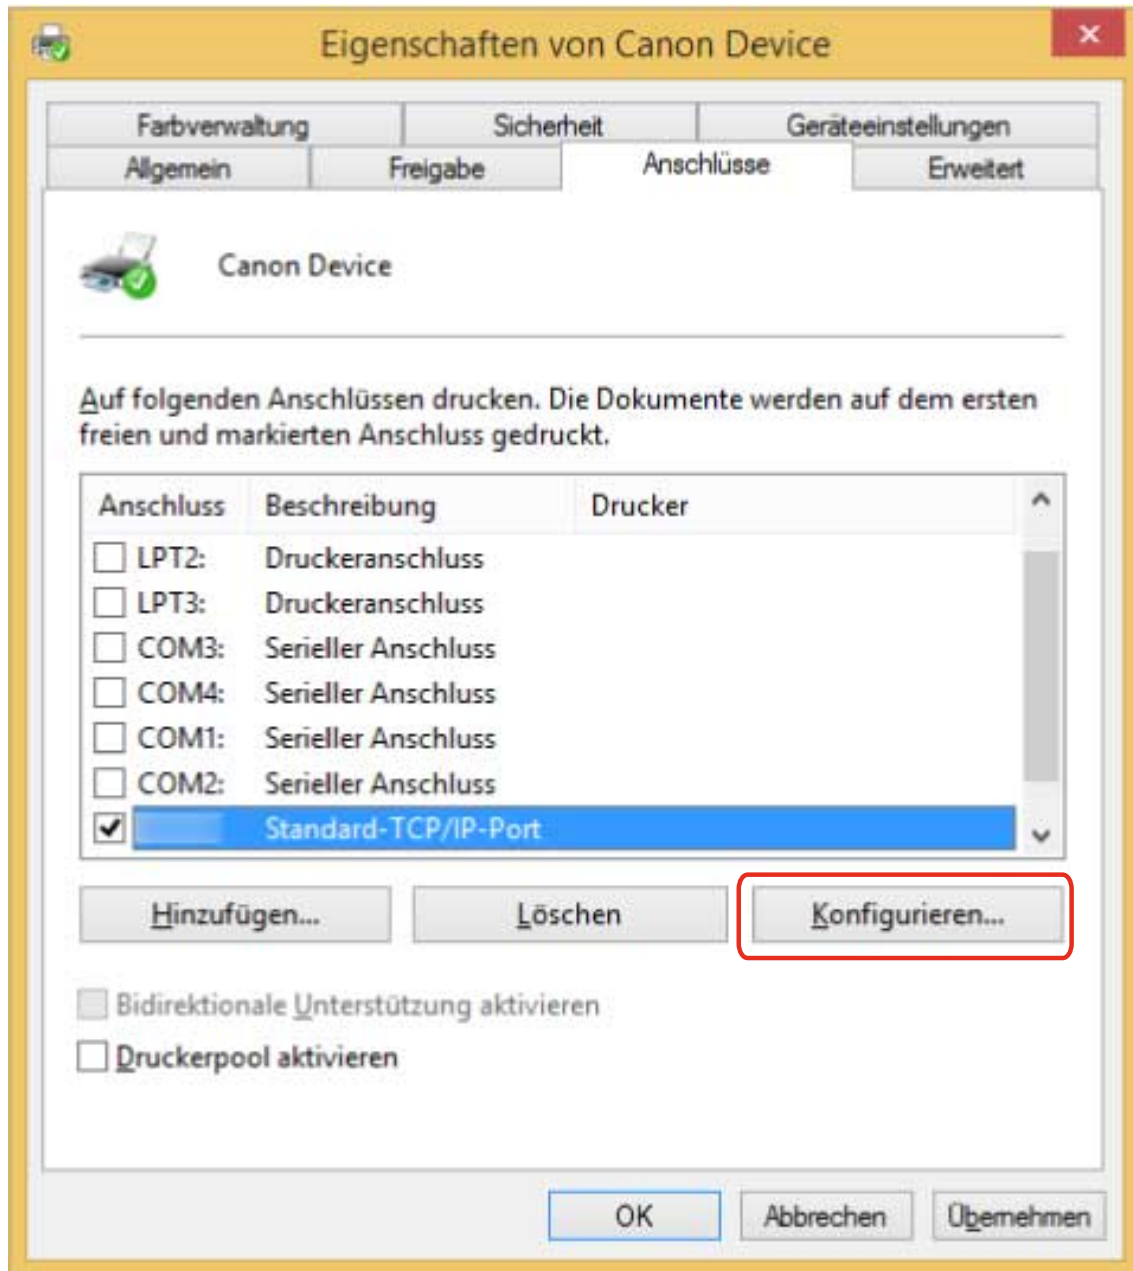 Eigenschaften von Canon Device
Farbverwaltung Sicherheit Geräteeinstellungen
Allgemein Freigabe Anschlüsse Erweitert
Canon Device
Auf folgenden Anschlüssen drucken. Die Dokumente werden auf dem ersten
freien und markierten Anschluss gedruckt.
Anschluss Beschreibung Drucker
LPT2: Druckeranschluss
LPT3: Druckeranschluss
COM3: Serieller Anschluss
COM4: Serieller Anschluss
COM1: Serieller Anschluss
COM2: Serieller Anschluss
Standard-TCP/IP-Port
Hinzufügen... Löschen Konfigurieren...
Bidirektionale Unterstützung aktivieren
Druckerpool aktivieren
OK Abbrechen Übernehmen